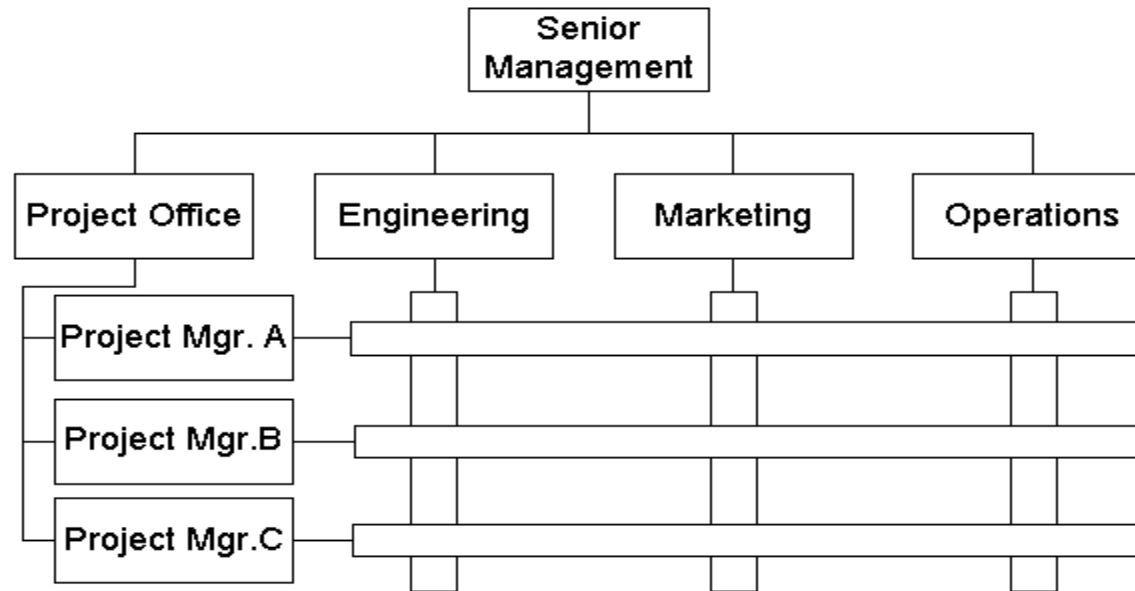 Senior
Management
Project Office
Engineering
Marketing
Operations
Project Mgr. A
Project Mgr.B
Project Mgr.C